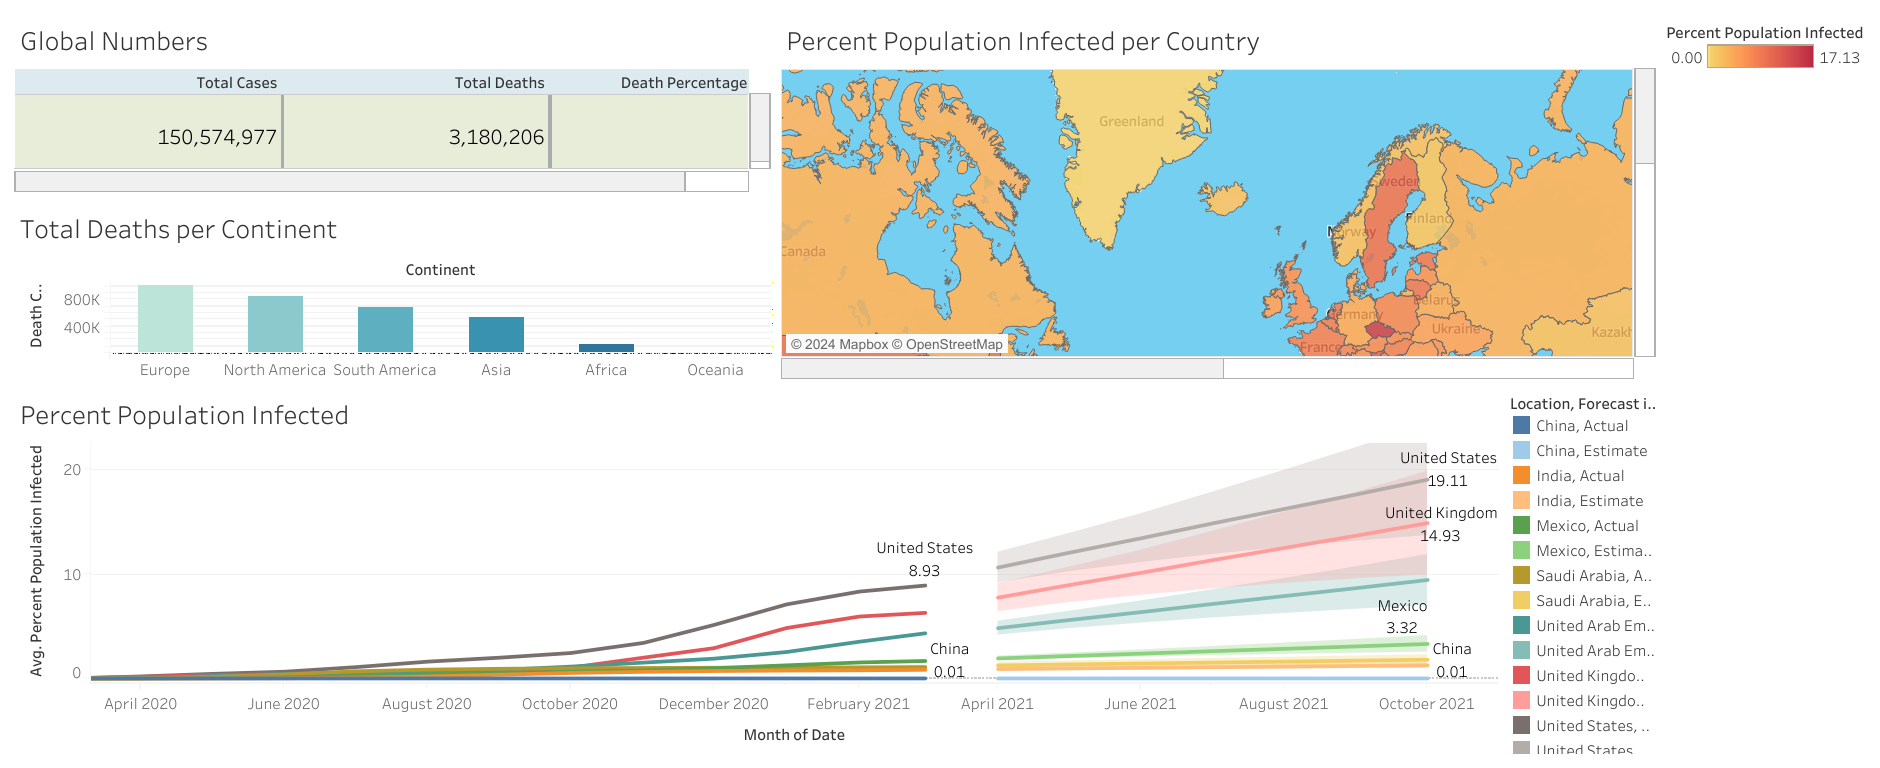 Global Numbers
Total Cases
Total Deaths
Death Percentage
150,574,977
3,180,206
Total Deaths per Continent
Continent
Death C..
800K
400K
Europe
North America
South America
Asia
Africa
Oceania
Percent Population Infected per Country
Greenland
Canada
Sweden
Finland
Norway
Belarus
Germany
Ukraine
France
Kazakh
© 2024 Mapbox © OpenStreetMap
Percent Population Infected
0.00
17.13
Percent Population Infected
Avg. Percent Population Infected
20
10
0
United States
8.93
China
0.01
United States
19.11
United Kingdom
14.93
Mexico
3.32
China
0.01
April 2020
June 2020
August 2020
October 2020
December 2020
February 2021
April 2021
June 2021
August 2021
October 2021
Month of Date
Location, Forecast i..
China, Actual
China, Estimate
India, Actual
India, Estimate
Mexico, Actual
Mexico, Estima..
Saudi Arabia, A..
Saudi Arabia, E..
United Arab Em..
United Arab Em..
United Kingdo..
United Kingdo..
United States, ..
United States